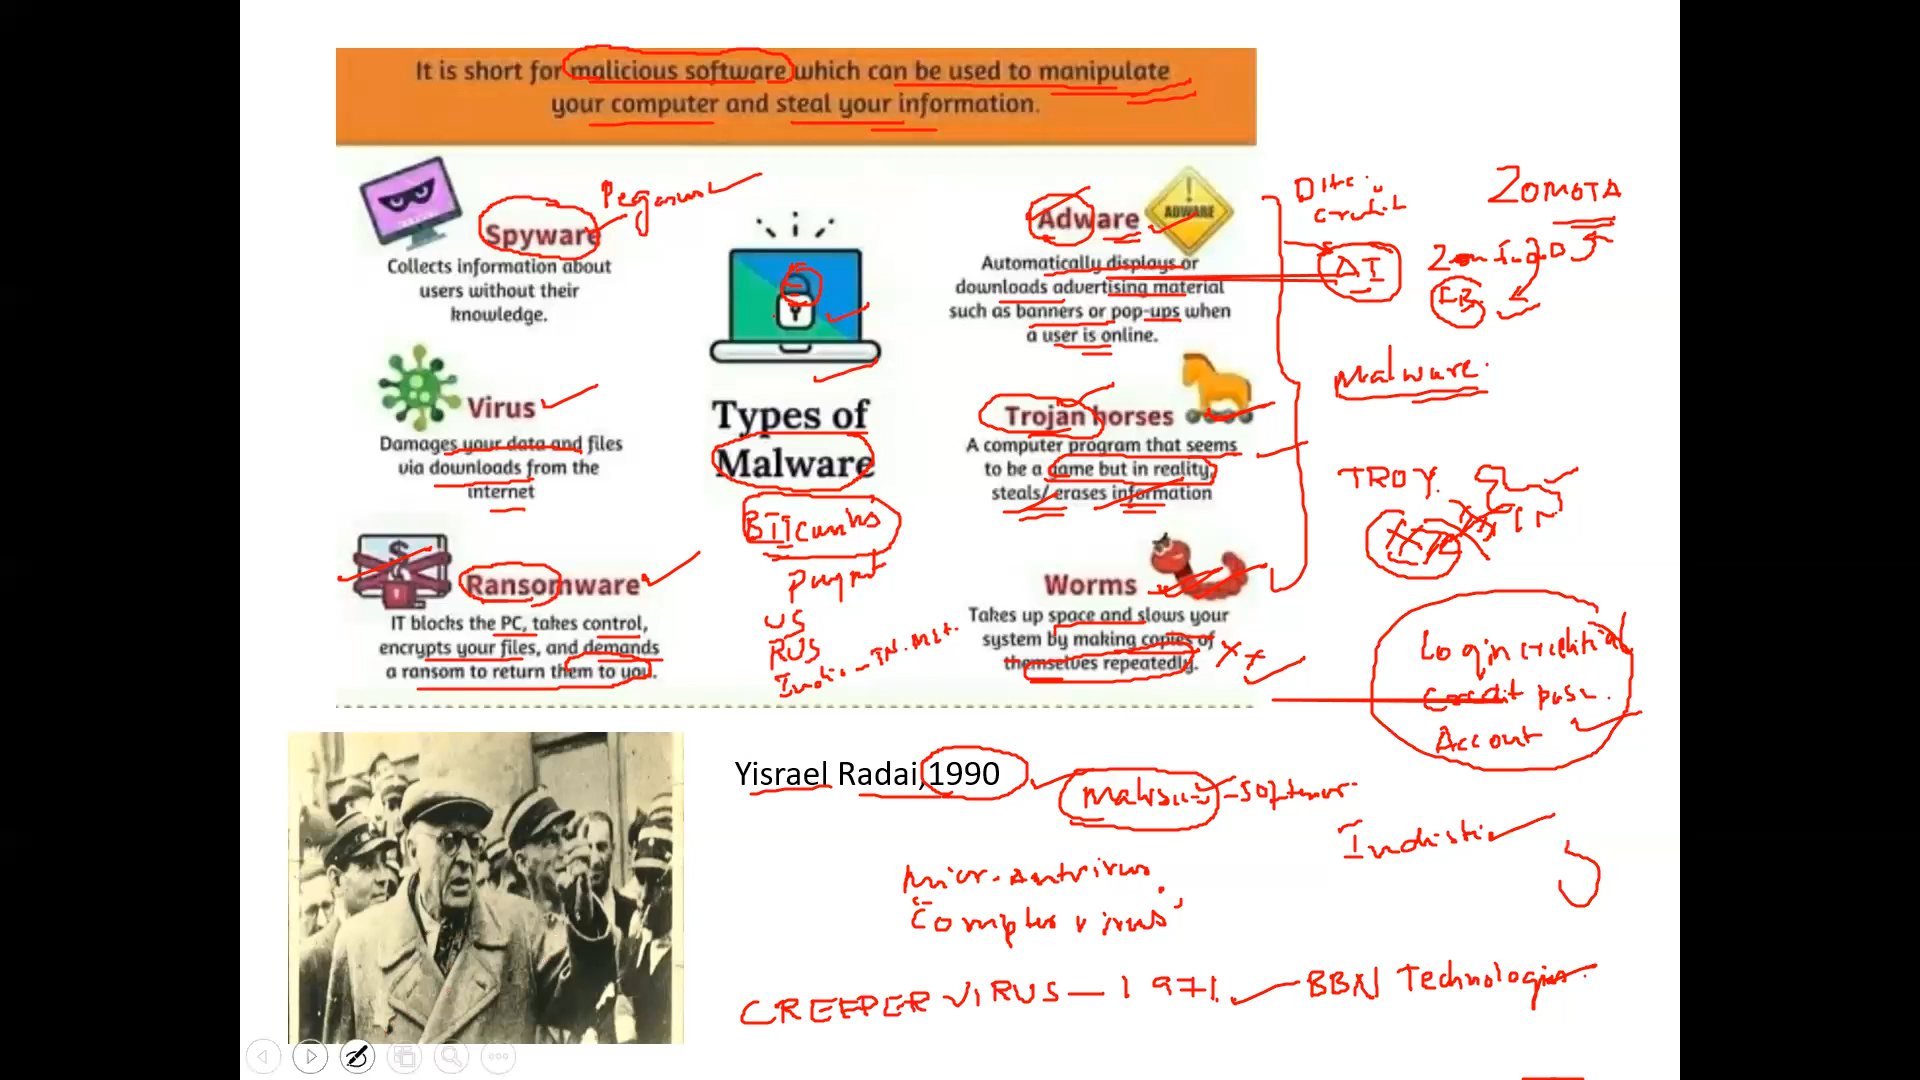 It is short for malicious software which can be used to manipulate
your computer and steal your information.
Spyware
Pegasus
Collects information about
users without their
knowledge.
Virus
Damages your data and files
via downloads from the
internet
Ransomware
IT blocks the PC, takes control,
encrypts your files, and demands
a ransom to return them to you.
Types of
Malware
payment
US
RUS
Adware
ADWARE
Automatically displays or
downloads advertising material
such as banners or pop-ups when
a user is online.
Trojan horses
A computer program that seems
to be a game but in reality,
steals/ erases information
Worms
Takes up space and slows your
system by making copies of
themselves repeatedly.
ZOMOTA
AI
Malware.
TROY.
Login
Account
Yisrael Radai,1990
virus
CREEPER VIRUS — 1971.
BBN Technologies